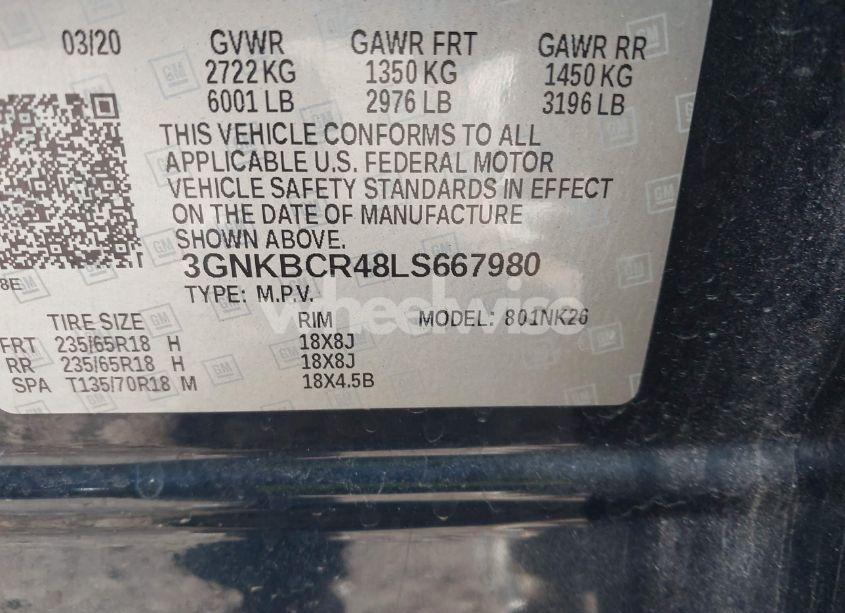 03/20 GVWR GAWR FRT GAWR RR
2722 KG 1350 KG 1450 KG
6001 LB 2976 LB 3196 LB
THIS VEHICLE CONFORMS TO ALL
APPLICABLE U.S. FEDERAL MOTOR
VEHICLE SAFETY STANDARDS IN EFFECT
ON THE DATE OF MANUFACTURE
SHOWN ABOVE.
3GNKBCR48LS667980
8E
TYPE: M.P.V.
wheelwise
TIRE SIZE RIM MODEL: 801NK26
FRT 235/65R18 H 18X8J
RR 235/65R18 H 18X8J
SPA T135/70R18 M 18X4.5B
GM